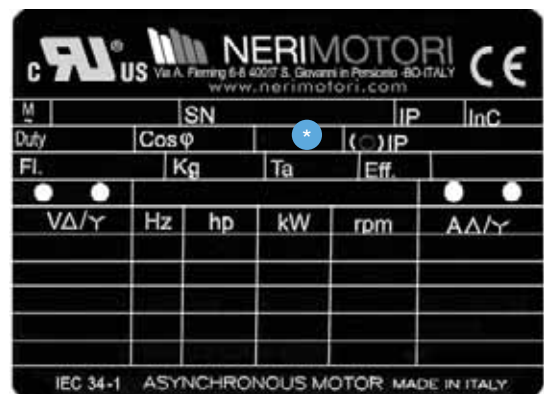 c RU ® US NERIMOTORI CE
Via A. Fleming 6-8 40017 S. Giovanni in Persiceto -BO-ITALY
www.nerimotori.com
M~ SN IP InC
Duty Cosφ * ( )IP
Fl. Kg Ta Eff.
V∆/Y Hz hp kW rpm A∆/Y
IEC 34-1 ASYNCHRONOUS MOTOR MADE IN ITALY